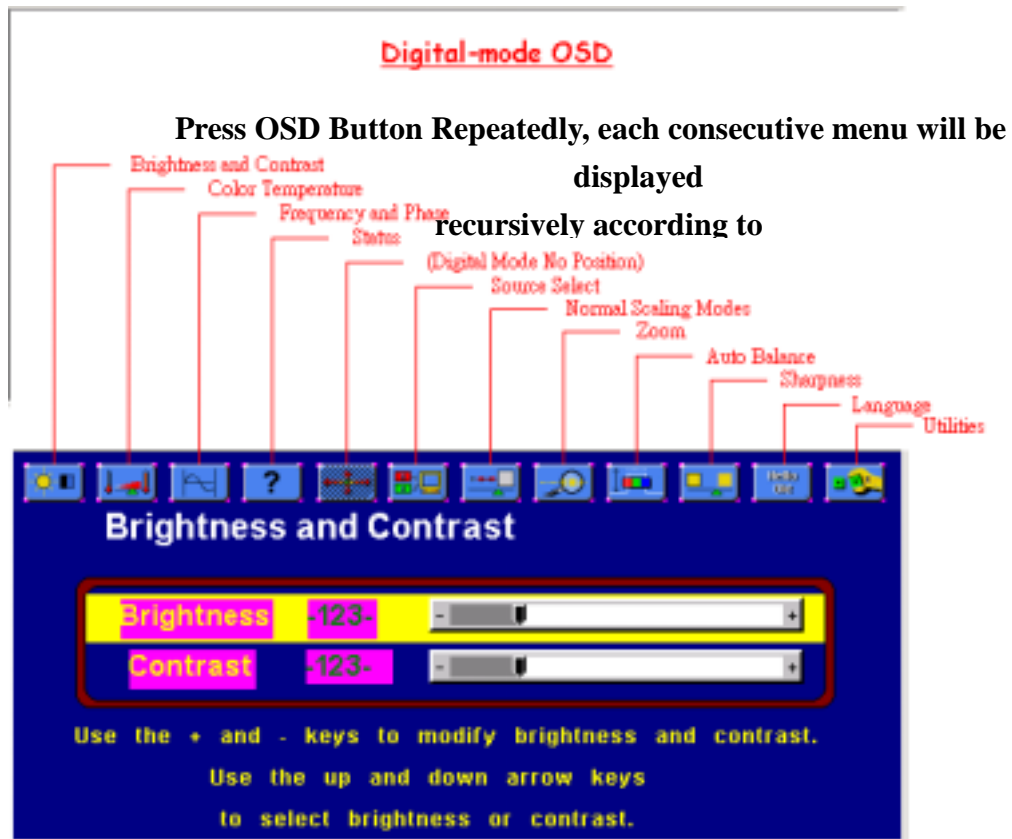 Digital-mode OSD
Press OSD Button Repeatedly, each consecutive menu will be
displayed
recursively according to
Brightness and Contrast
Color Temperature
Frequency and Phase
Status
(Digital Mode No Position)
Source Select
Normal Scaling Modes
Zoom
Auto Balance
Sharpness
Language
Utilities
?
Hello
Brightness and Contrast
Brightness -123- - +
Contrast -123- - +
Use the + and - keys to modify brightness and contrast.
Use the up and down arrow keys
to select brightness or contrast.